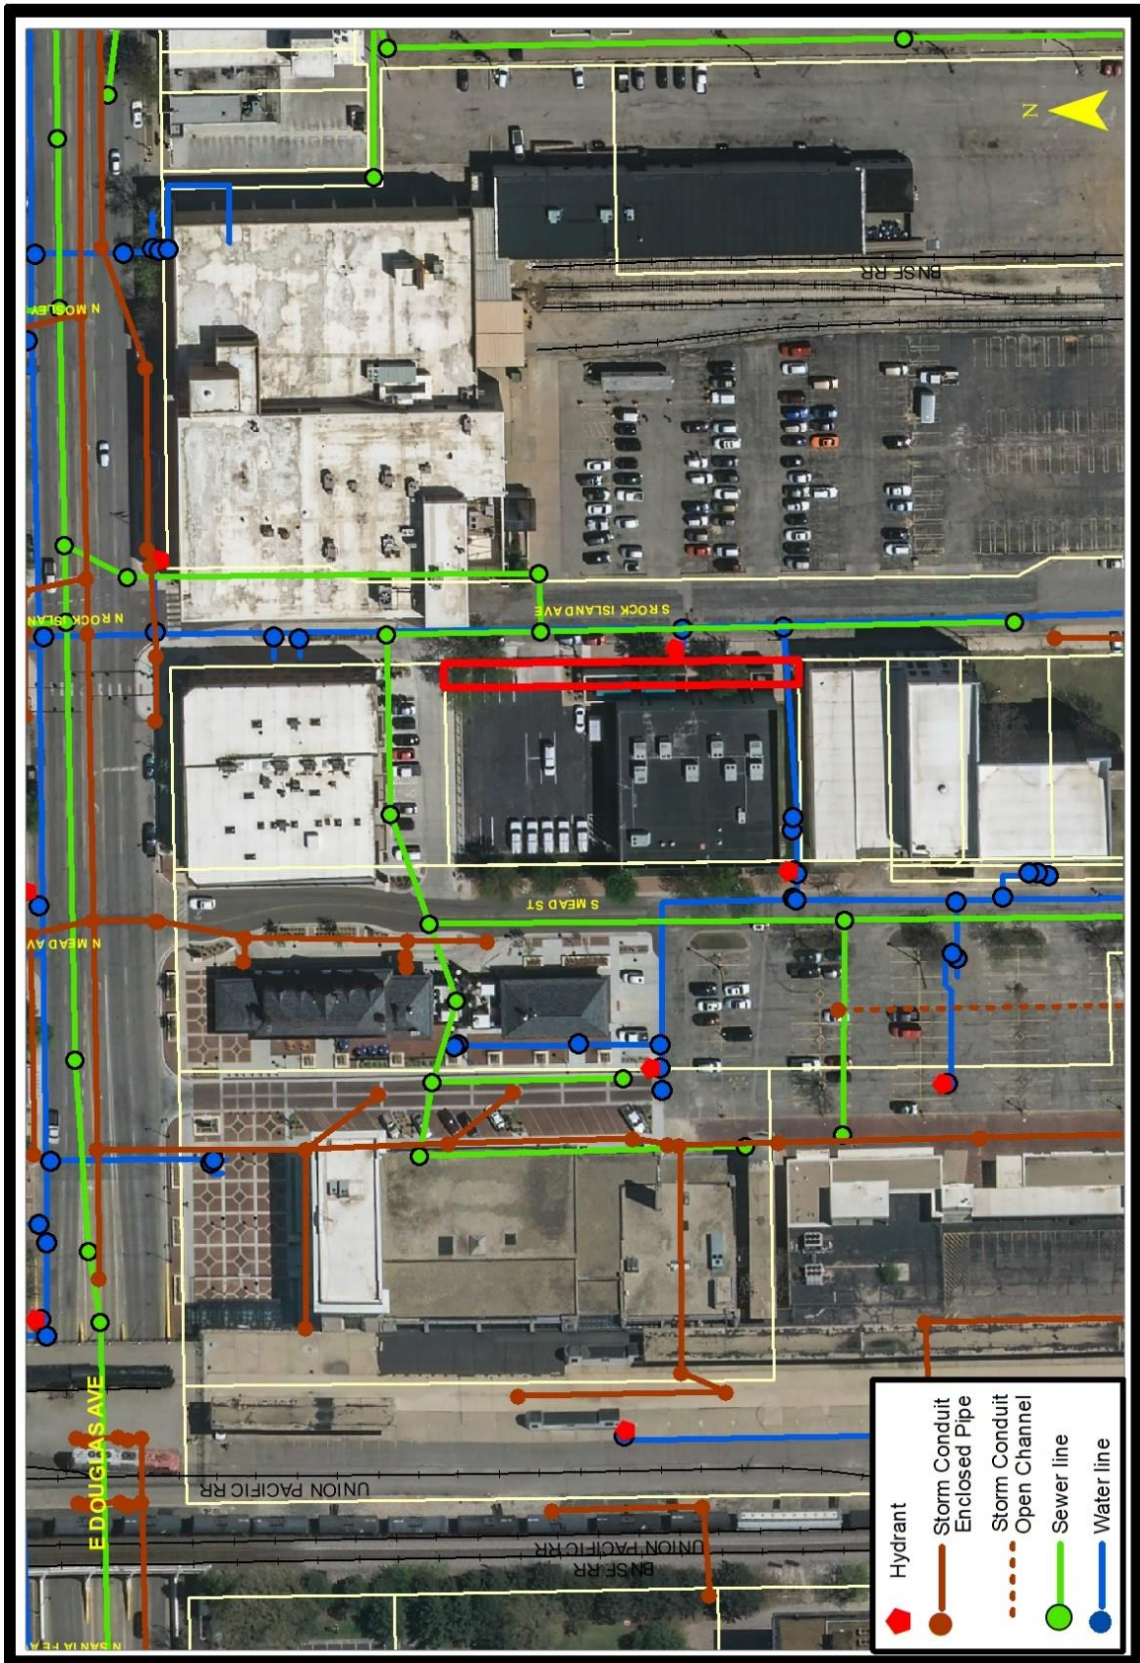 N MOSLEY
N ROCK ISLAN
N MEAD AV
E DOUGLAS AVE
N SANTA FE A
S ROCK ISLAND AVE
S MEAD ST
BNSF RR
UNION PACIFIC RR
UNION PACIFIC RR
BNSF RR
N
Hydrant
Storm Conduit
Enclosed Pipe
Storm Conduit
Open Channel
Sewer line
Water line